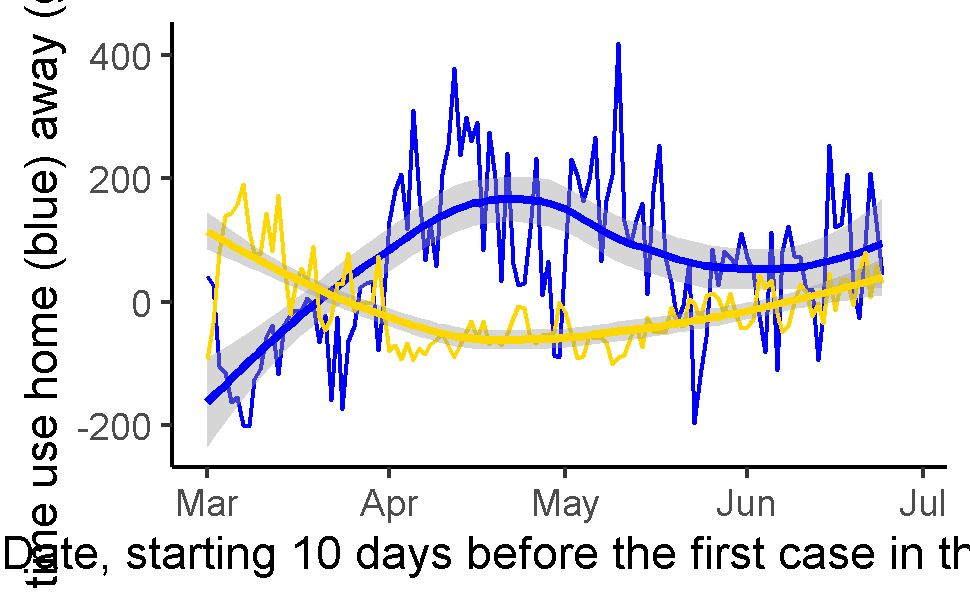 time use home (blue) away (
400
200
0
-200
Mar Apr May Jun Jul
Date, starting 10 days before the first case in th